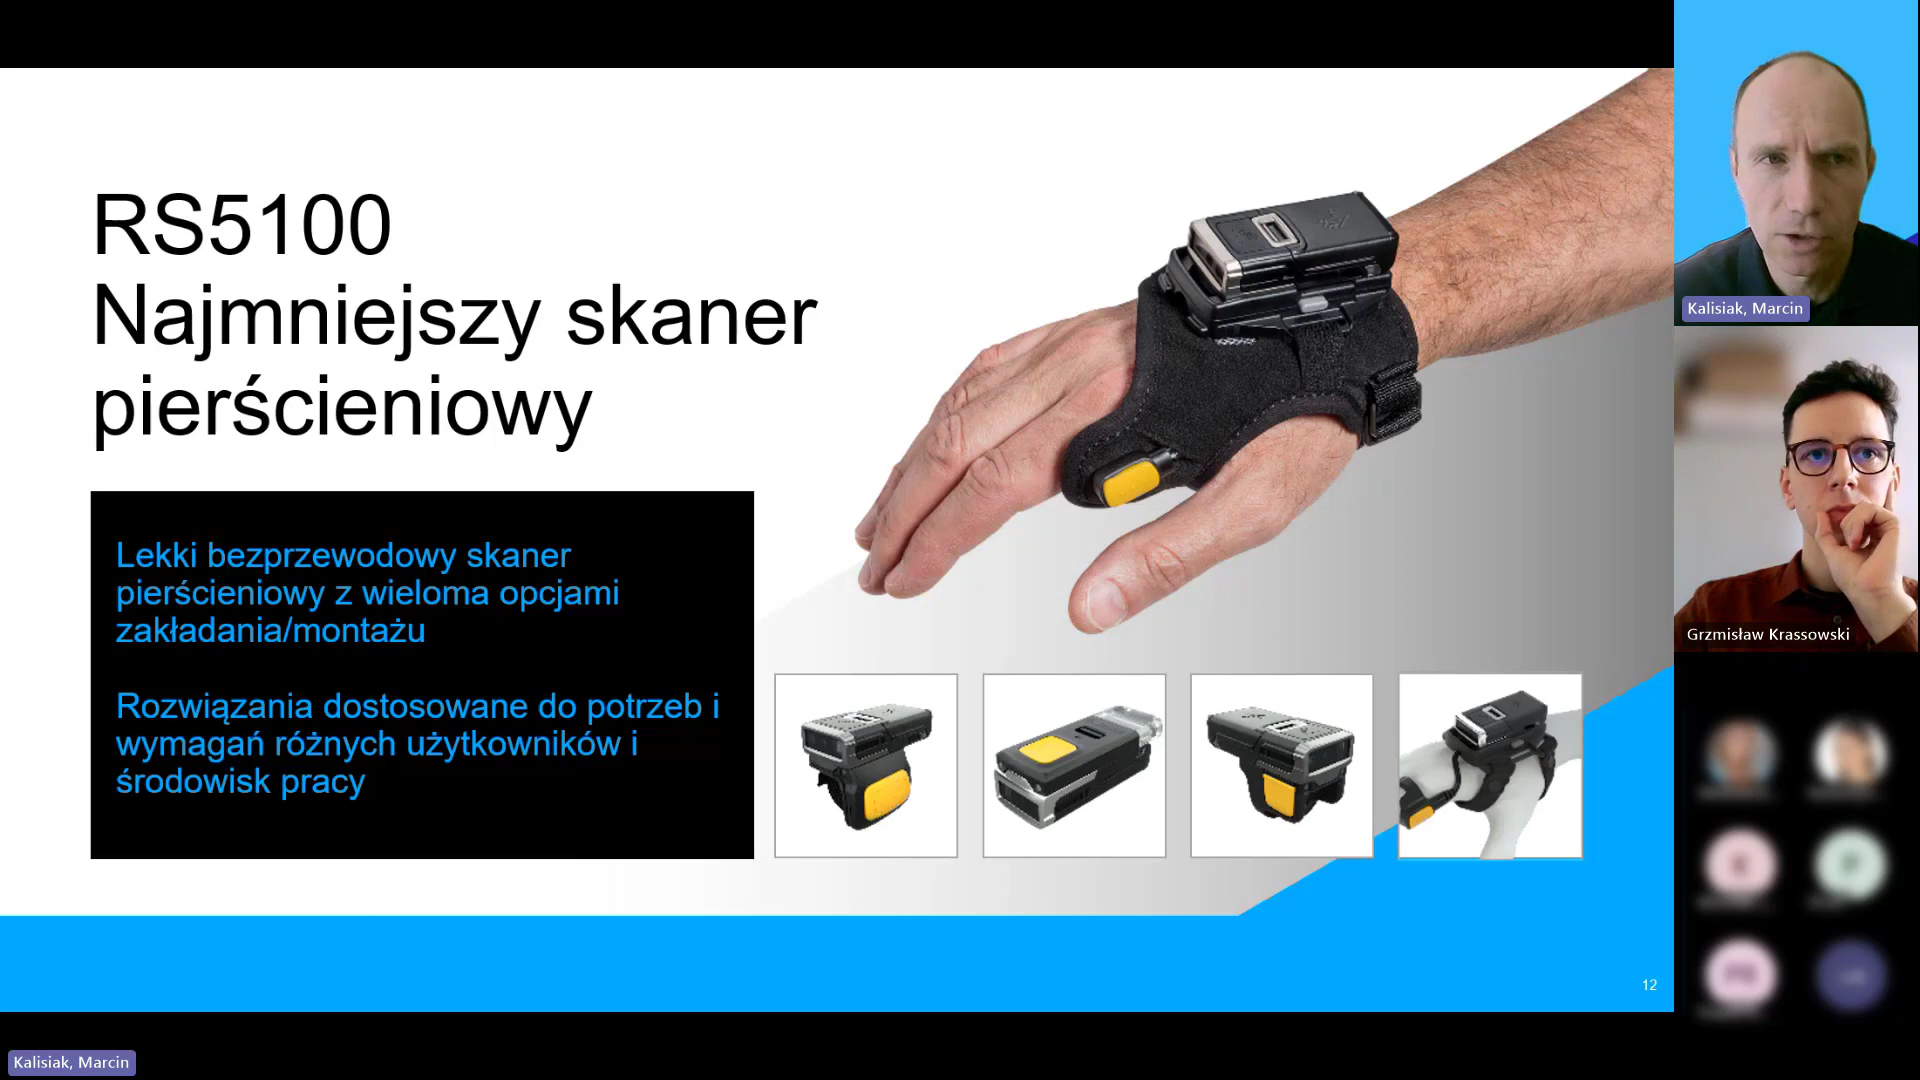 RS5100
Najmniejszy skaner
pierścieniowy
Lekki bezprzewodowy skaner
pierścieniowy z wieloma opcjami
zakładania/montażu
Rozwiązania dostosowane do potrzeb i
wymagań różnych użytkowników i
środowisk pracy
12
Kalisiak, Marcin
Grzmisław Krassowski
Kalisiak, Marcin